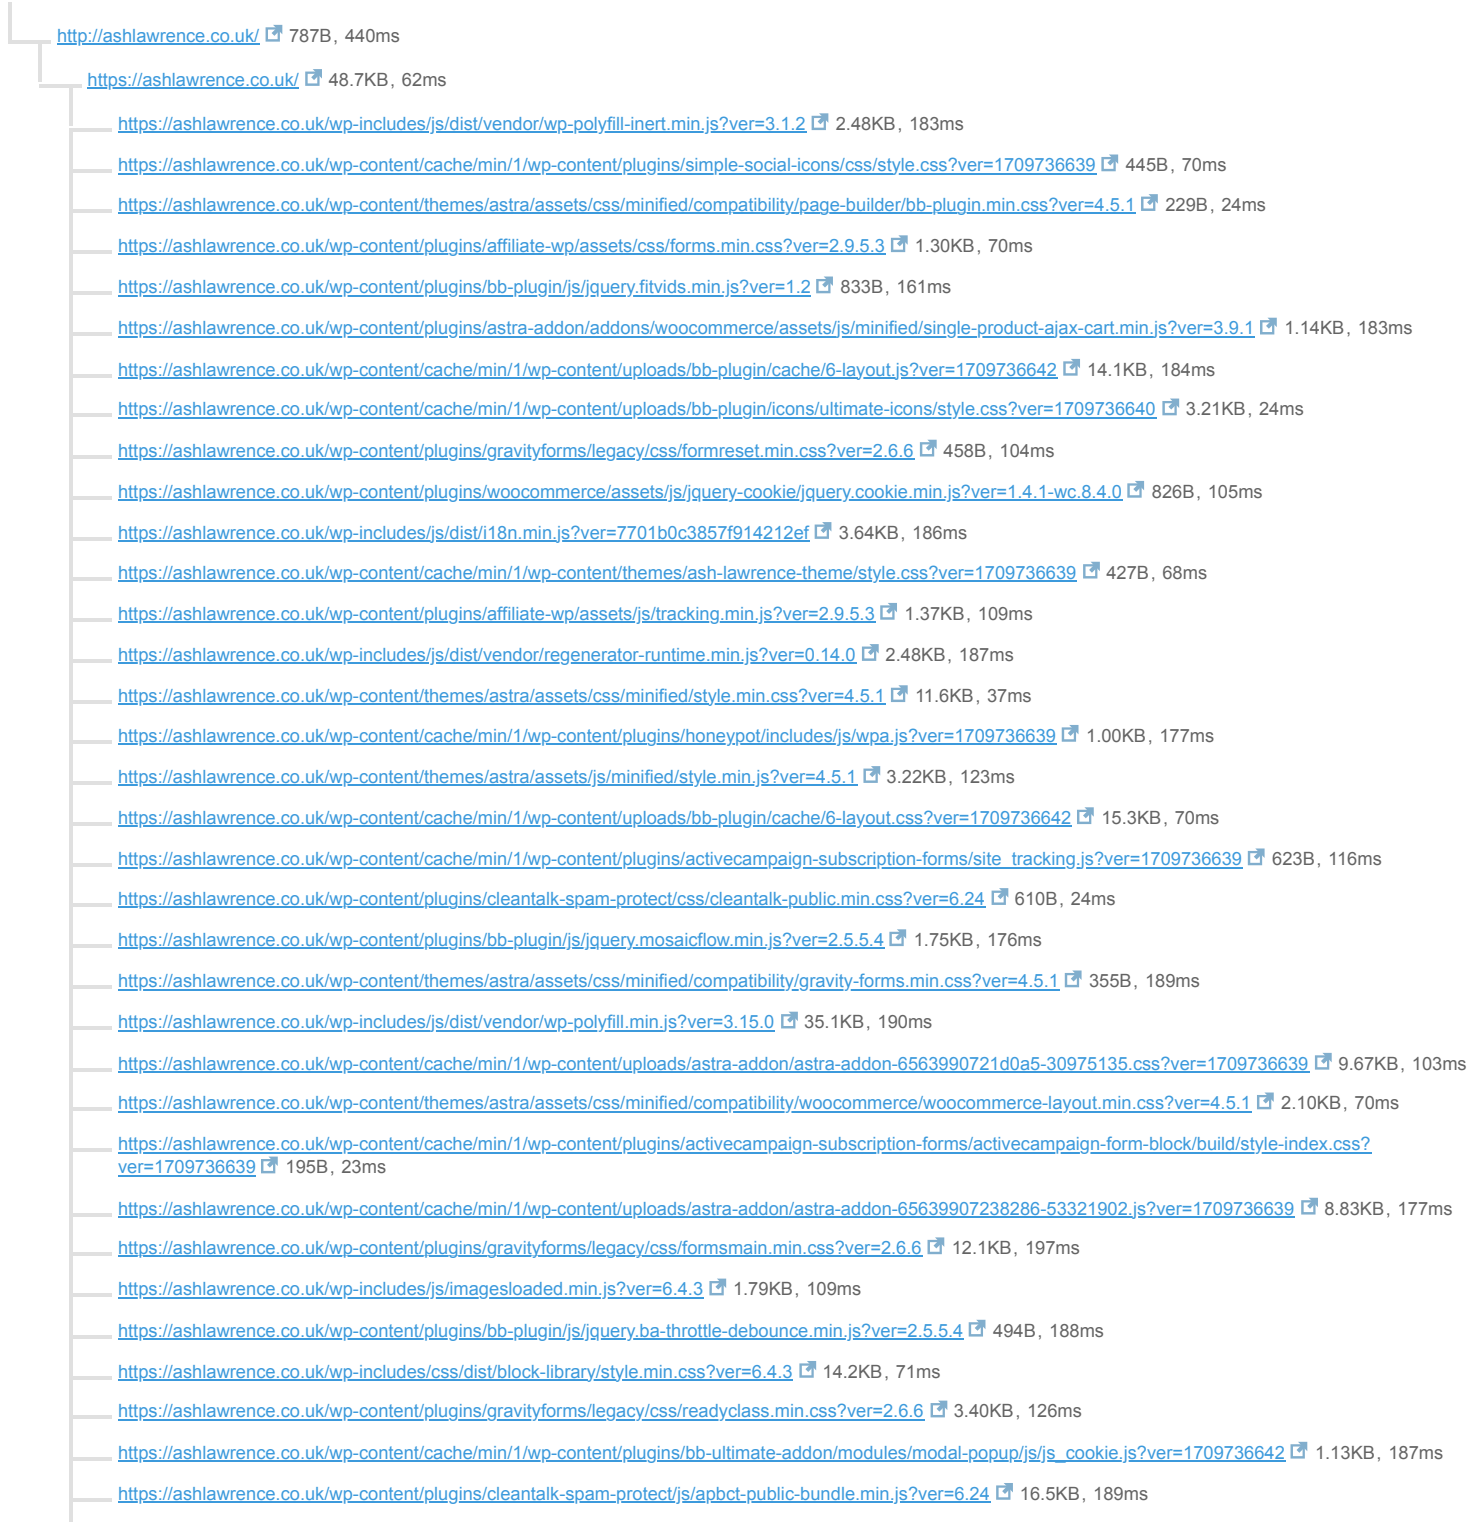 http://ashlawrence.co.uk/ 787B, 440ms
https://ashlawrence.co.uk/ 48.7KB, 62ms
https://ashlawrence.co.uk/wp-includes/js/dist/vendor/wp-polyfill-inert.min.js?ver=3.1.2 2.48KB, 183ms
https://ashlawrence.co.uk/wp-content/cache/min/1/wp-content/plugins/simple-social-icons/css/style.css?ver=1709736639 445B, 70ms
https://ashlawrence.co.uk/wp-content/themes/astra/assets/css/minified/compatibility/page-builder/bb-plugin.min.css?ver=4.5.1 229B, 24ms
https://ashlawrence.co.uk/wp-content/plugins/affiliate-wp/assets/css/forms.min.css?ver=2.9.5.3 1.30KB, 70ms
https://ashlawrence.co.uk/wp-content/plugins/bb-plugin/js/jquery.fitvids.min.js?ver=1.2 833B, 161ms
https://ashlawrence.co.uk/wp-content/plugins/astra-addon/addons/woocommerce/assets/js/minified/single-product-ajax-cart.min.js?ver=3.9.1 1.14KB, 183ms
https://ashlawrence.co.uk/wp-content/cache/min/1/wp-content/uploads/bb-plugin/cache/6-layout.js?ver=1709736642 14.1KB, 184ms
https://ashlawrence.co.uk/wp-content/cache/min/1/wp-content/uploads/bb-plugin/icons/ultimate-icons/style.css?ver=1709736640 3.21KB, 24ms
https://ashlawrence.co.uk/wp-content/plugins/gravityforms/legacy/css/formreset.min.css?ver=2.6.6 458B, 104ms
https://ashlawrence.co.uk/wp-content/plugins/woocommerce/assets/js/jquery-cookie/jquery.cookie.min.js?ver=1.4.1-wc.8.4.0 826B, 105ms
https://ashlawrence.co.uk/wp-includes/js/dist/i18n.min.js?ver=7701b0c3857f914212ef 3.64KB, 186ms
https://ashlawrence.co.uk/wp-content/cache/min/1/wp-content/themes/ash-lawrence-theme/style.css?ver=1709736639 427B, 68ms
https://ashlawrence.co.uk/wp-content/plugins/affiliate-wp/assets/js/tracking.min.js?ver=2.9.5.3 1.37KB, 109ms
https://ashlawrence.co.uk/wp-includes/js/dist/vendor/regenerator-runtime.min.js?ver=0.14.0 2.48KB, 187ms
https://ashlawrence.co.uk/wp-content/themes/astra/assets/css/minified/style.min.css?ver=4.5.1 11.6KB, 37ms
https://ashlawrence.co.uk/wp-content/cache/min/1/wp-content/plugins/honeypot/includes/js/wpa.js?ver=1709736639 1.00KB, 177ms
https://ashlawrence.co.uk/wp-content/themes/astra/assets/js/minified/style.min.js?ver=4.5.1 3.22KB, 123ms
https://ashlawrence.co.uk/wp-content/cache/min/1/wp-content/uploads/bb-plugin/cache/6-layout.css?ver=1709736642 15.3KB, 70ms
https://ashlawrence.co.uk/wp-content/cache/min/1/wp-content/plugins/activecampaign-subscription-forms/site_tracking.js?ver=1709736639 623B, 116ms
https://ashlawrence.co.uk/wp-content/plugins/cleantalk-spam-protect/css/cleantalk-public.min.css?ver=6.24 610B, 24ms
https://ashlawrence.co.uk/wp-content/plugins/bb-plugin/js/jquery.mosaicflow.min.js?ver=2.5.5.4 1.75KB, 176ms
https://ashlawrence.co.uk/wp-content/themes/astra/assets/css/minified/compatibility/gravity-forms.min.css?ver=4.5.1 355B, 189ms
https://ashlawrence.co.uk/wp-includes/js/dist/vendor/wp-polyfill.min.js?ver=3.15.0 35.1KB, 190ms
https://ashlawrence.co.uk/wp-content/cache/min/1/wp-content/uploads/astra-addon/astra-addon-6563990721d0a5-30975135.css?ver=1709736639 9.67KB, 103ms
https://ashlawrence.co.uk/wp-content/themes/astra/assets/css/minified/compatibility/woocommerce/woocommerce-layout.min.css?ver=4.5.1 2.10KB, 70ms
https://ashlawrence.co.uk/wp-content/cache/min/1/wp-content/plugins/activecampaign-subscription-forms/activecampaign-form-block/build/style-index.css?
ver=1709736639 195B, 23ms
https://ashlawrence.co.uk/wp-content/cache/min/1/wp-content/uploads/astra-addon/astra-addon-65639907238286-53321902.js?ver=1709736639 8.83KB, 177ms
https://ashlawrence.co.uk/wp-content/plugins/gravityforms/legacy/css/formsmain.min.css?ver=2.6.6 12.1KB, 197ms
https://ashlawrence.co.uk/wp-includes/js/imagesloaded.min.js?ver=6.4.3 1.79KB, 109ms
https://ashlawrence.co.uk/wp-content/plugins/bb-plugin/js/jquery.ba-throttle-debounce.min.js?ver=2.5.5.4 494B, 188ms
https://ashlawrence.co.uk/wp-includes/css/dist/block-library/style.min.css?ver=6.4.3 14.2KB, 71ms
https://ashlawrence.co.uk/wp-content/plugins/gravityforms/legacy/css/readyclass.min.css?ver=2.6.6 3.40KB, 126ms
https://ashlawrence.co.uk/wp-content/cache/min/1/wp-content/plugins/bb-ultimate-addon/modules/modal-popup/js/js_cookie.js?ver=1709736642 1.13KB, 187ms
https://ashlawrence.co.uk/wp-content/plugins/cleantalk-spam-protect/js/apbct-public-bundle.min.js?ver=6.24 16.5KB, 189ms